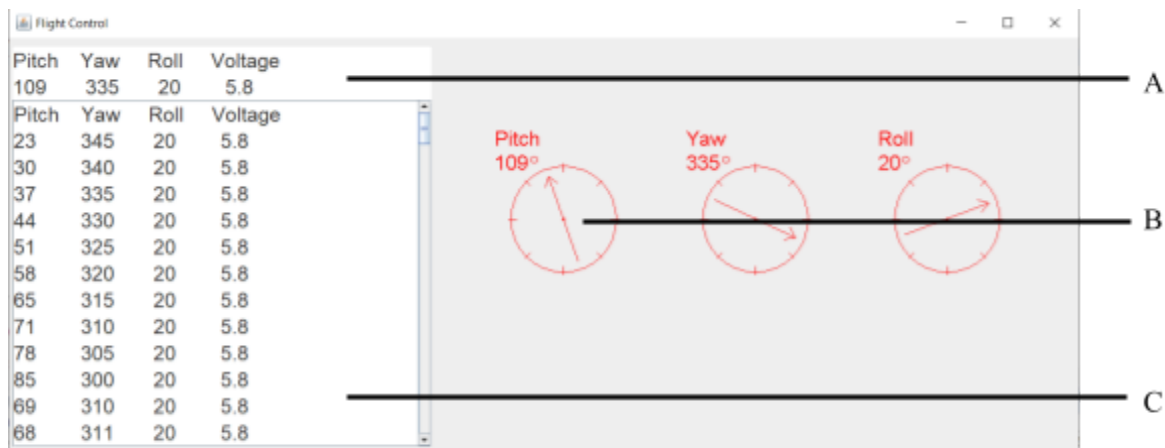 Flight Control
Pitch Yaw Roll Voltage
109 335 20 5.8
Pitch Yaw Roll Voltage
23 345 20 5.8
30 340 20 5.8
37 335 20 5.8
44 330 20 5.8
51 325 20 5.8
58 320 20 5.8
65 315 20 5.8
71 310 20 5.8
78 305 20 5.8
85 300 20 5.8
69 310 20 5.8
68 311 20 5.8
Pitch
109°
Yaw
335°
Roll
20°
A
B
C